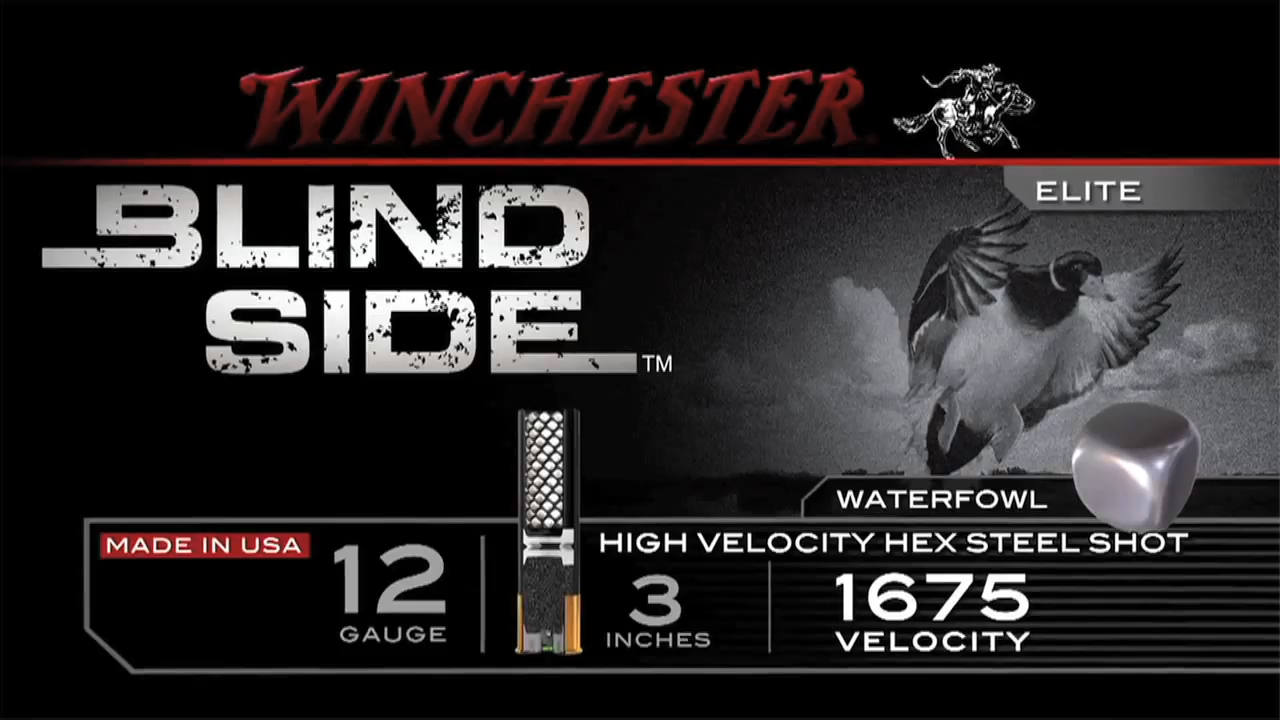 WINCHESTER
ELITE
BLIND
SIDE™
WATERFOWL
MADE IN USA
12
GAUGE
HIGH VELOCITY HEX STEEL SHOT
3
INCHES
1675
VELOCITY